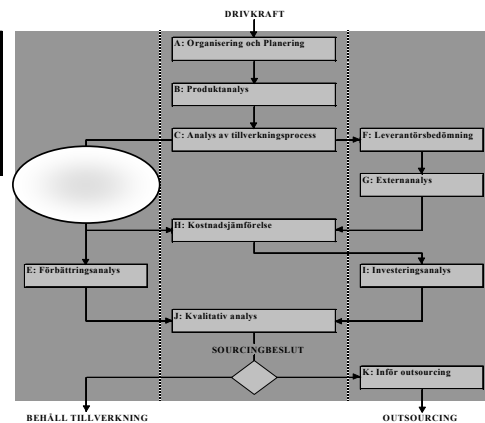 DRIVKRAFT
A: Organisering och Planering
B: Produktanalys
C: Analys av tillverkningsprocess
F: Leverantörsbedömning
G: Externanalys
H: Kostnadsjämförelse
E: Förbättringsanalys
I: Investeringsanalys
J: Kvalitativ analys
SOURCINGBESLUT
K: Inför outsourcing
BEHÅLL TILLVERKNING
OUTSOURCING